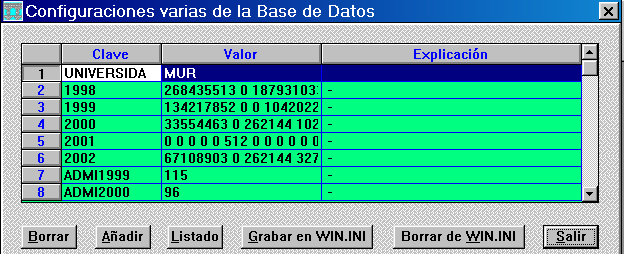 Configuraciones varias de la Base de Datos
Clave Valor Explicación
1 UNIVERSIDA MUR
2 1998 268435513 0 18793103 -
3 1999 134217852 0 0 1042022 -
4 2000 33554463 0 262144 102 -
5 2001 0 0 0 0 0 512 0 0 0 0 0 0 -
6 2002 67108903 0 262144 327 -
7 ADMI1999 115 -
8 ADMI2000 96 -
Borrar Añadir Listado Grabar en WIN.INI Borrar de WIN.INI Salir